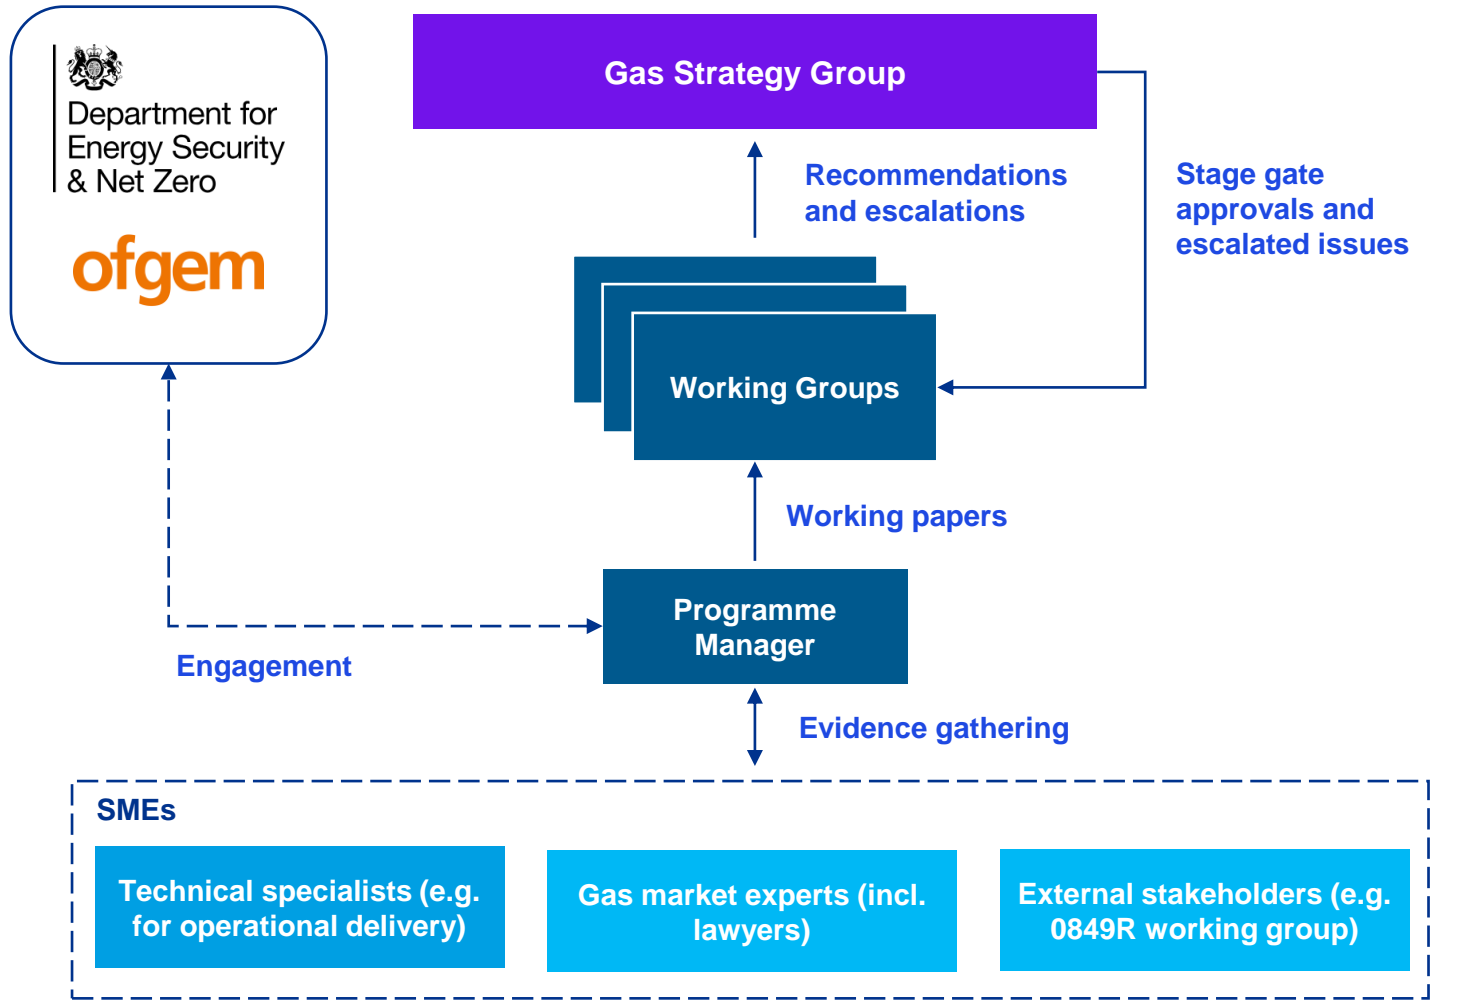 Department for
Energy Security
& Net Zero
ofgem
Gas Strategy Group
Recommendations
and escalations
Stage gate
approvals and
escalated issues
Working Groups
Working papers
Programme
Manager
Engagement
Evidence gathering
SMEs
Technical specialists (e.g.
for operational delivery)
Gas market experts (incl.
lawyers)
External stakeholders (e.g.
0849R working group)